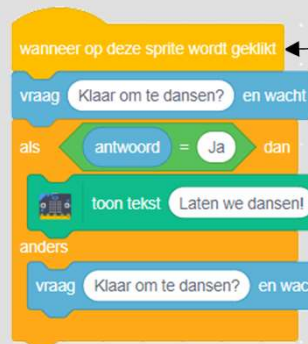 wanneer op deze sprite wordt geklikt
vraag Klaar om te dansen? en wacht
als antwoord = Ja dan
toon tekst Laten we dansen!
anders
vraag Klaar om te dansen? en wac